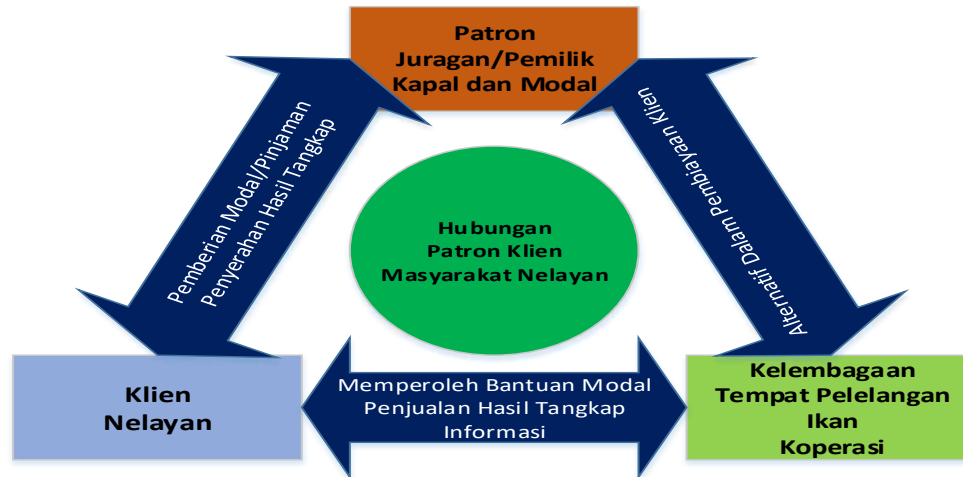 Patron
Juragan/Pemilik
Kapal dan Modal
Pemberian Modal/Pinjaman
Penyerahan Hasil Tangkap
Alternatif Dalam Pembiayaan Klien
Hubungan
Patron Klien
Masyarakat Nelayan
Klien
Nelayan
Memperoleh Bantuan Modal
Penjualan Hasil Tangkap
Informasi
Kelembagaan
Tempat Pelelangan
Ikan
Koperasi